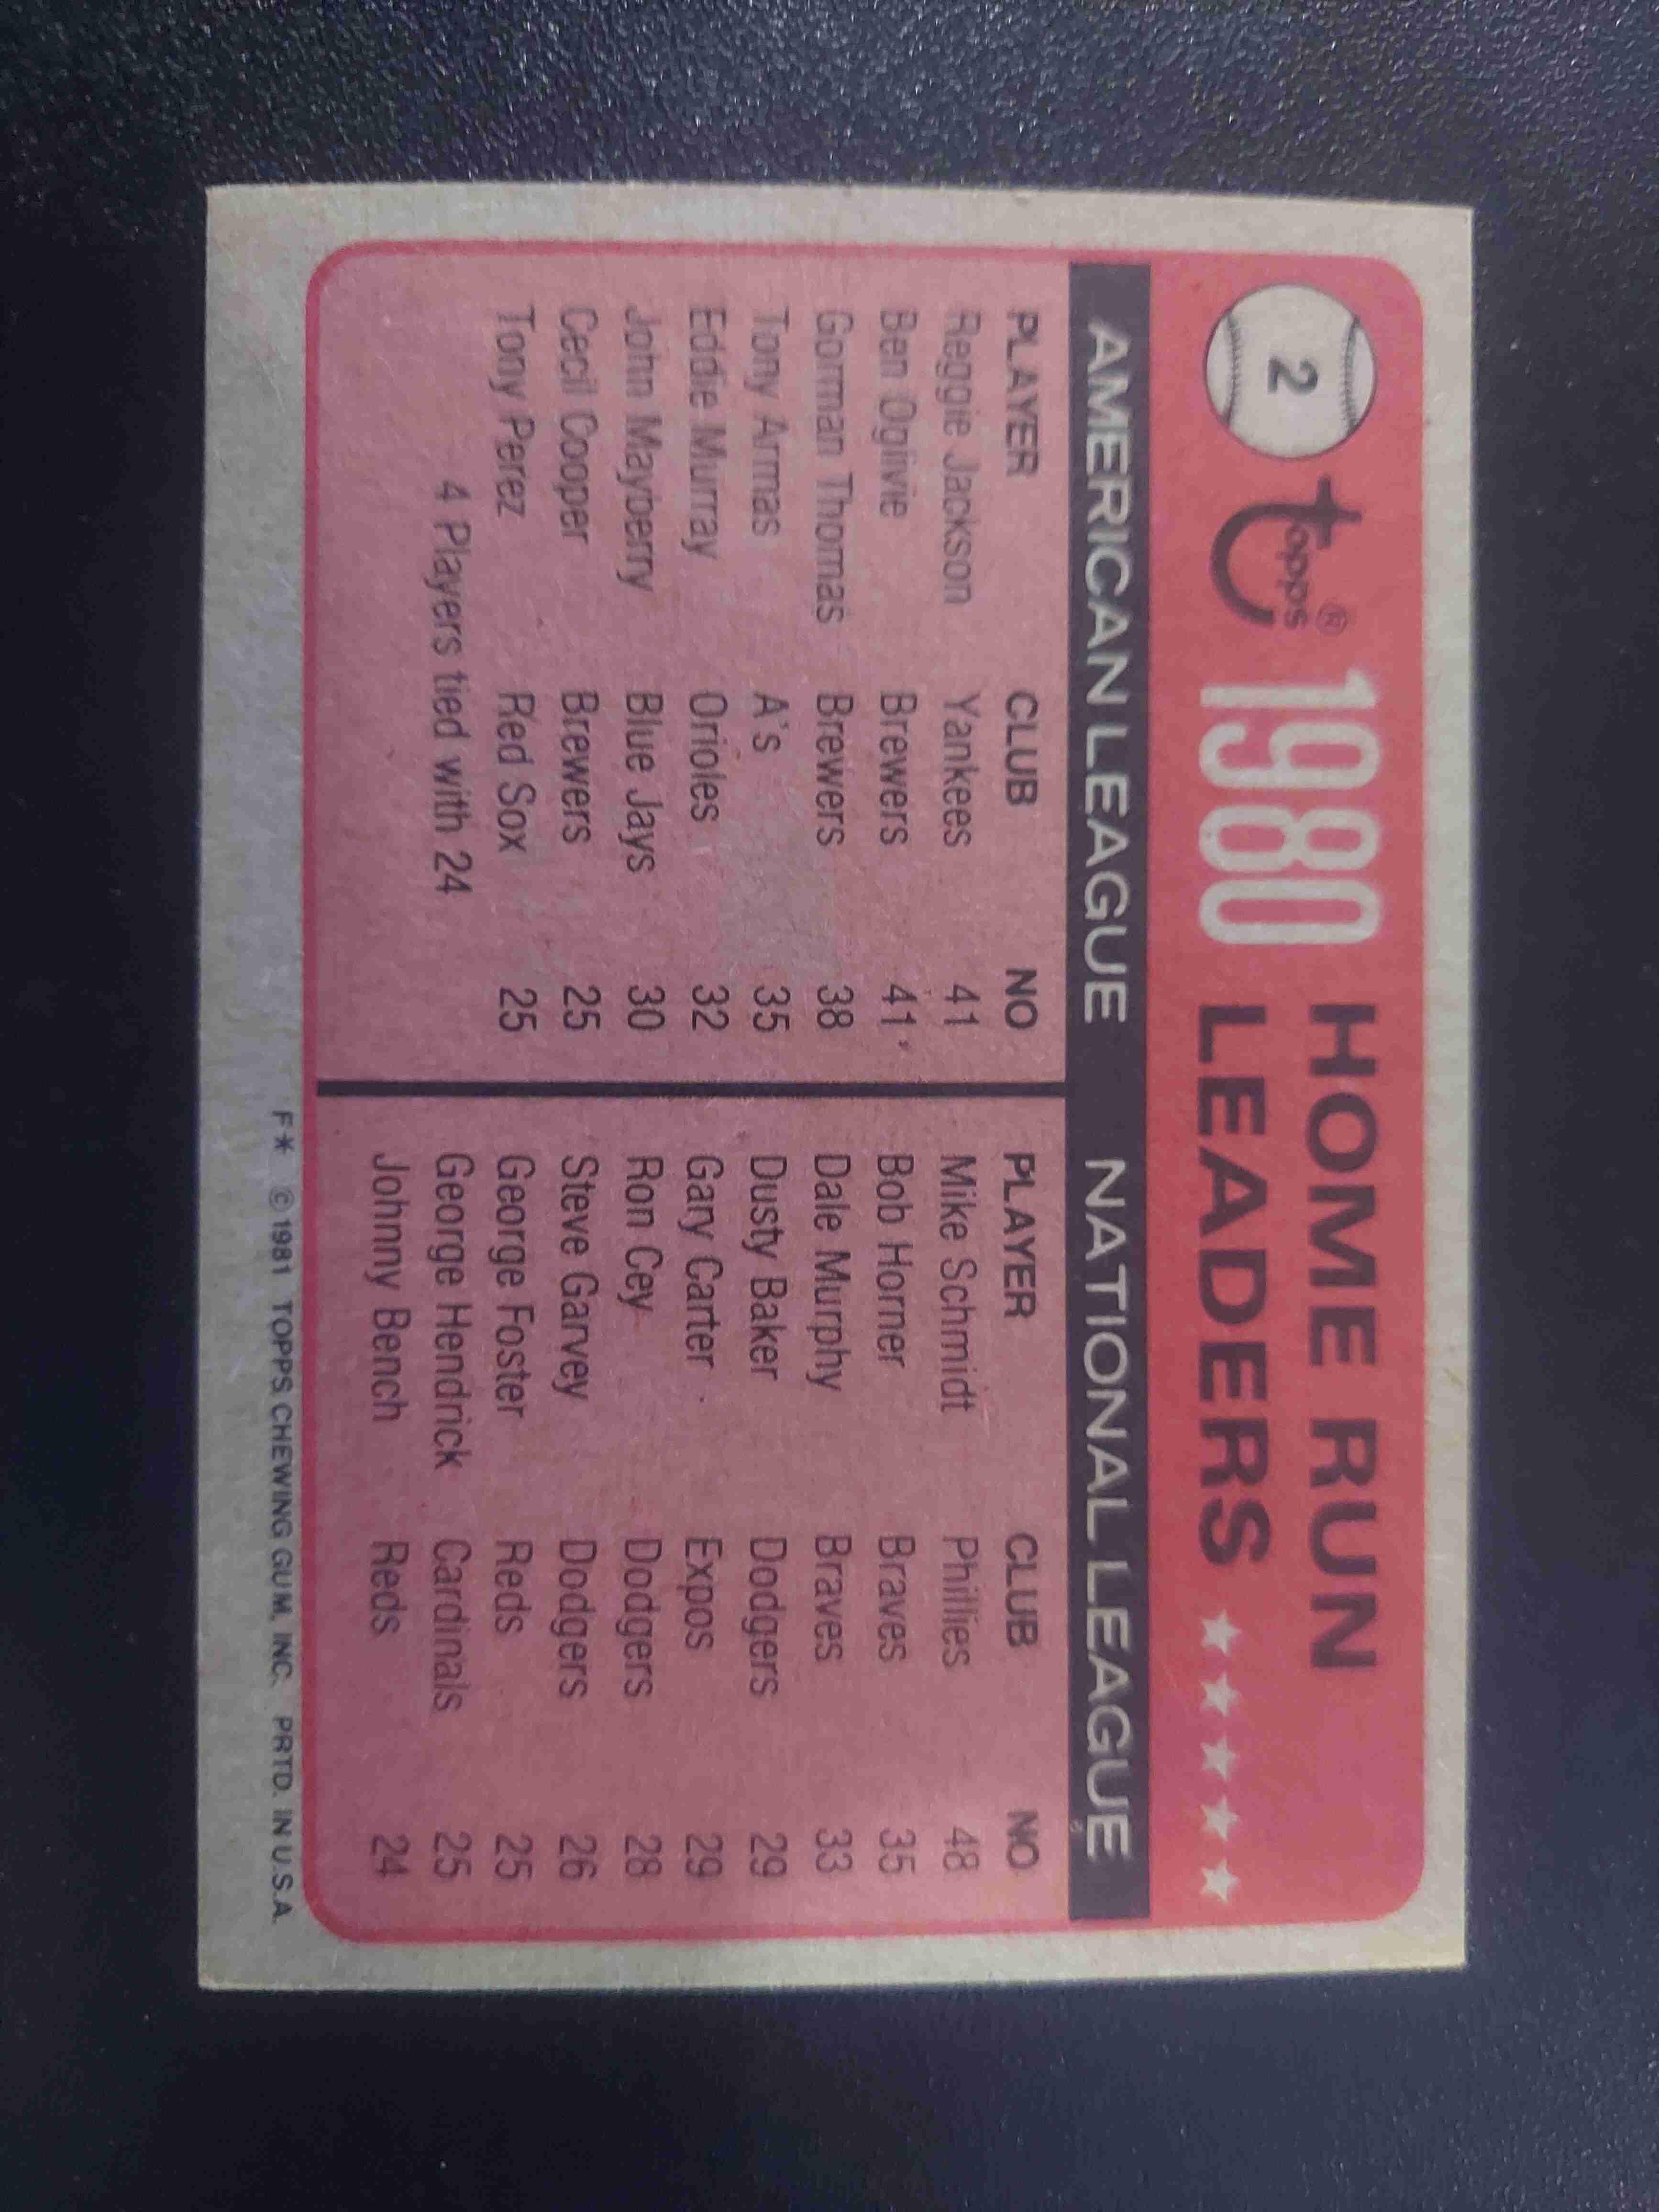 2 Topps® 1980 HOME RUN LEADERS ★★★★★
AMERICAN LEAGUE NATIONAL LEAGUE
PLAYER CLUB NO PLAYER CLUB NO
Reggie Jackson Yankees 41 Mike Schmidt Phillies 48
Ben Oglivie Brewers 41 Bob Horner Braves 35
Gorman Thomas Brewers 38 Dale Murphy Braves 33
Tony Armas A's 35 Dusty Baker Dodgers 29
Eddie Murray Orioles 32 Gary Carter Expos 29
John Mayberry Blue Jays 30 Ron Cey Dodgers 28
Cecil Cooper Brewers 25 Steve Garvey Dodgers 26
Tony Perez Red Sox 25 George Foster Reds 25
4 Players tied with 24 George Hendrick Cardinals 25
Johnny Bench Reds 24
F* © 1981 TOPPS CHEWING GUM, INC. PRTD. IN U.S.A.